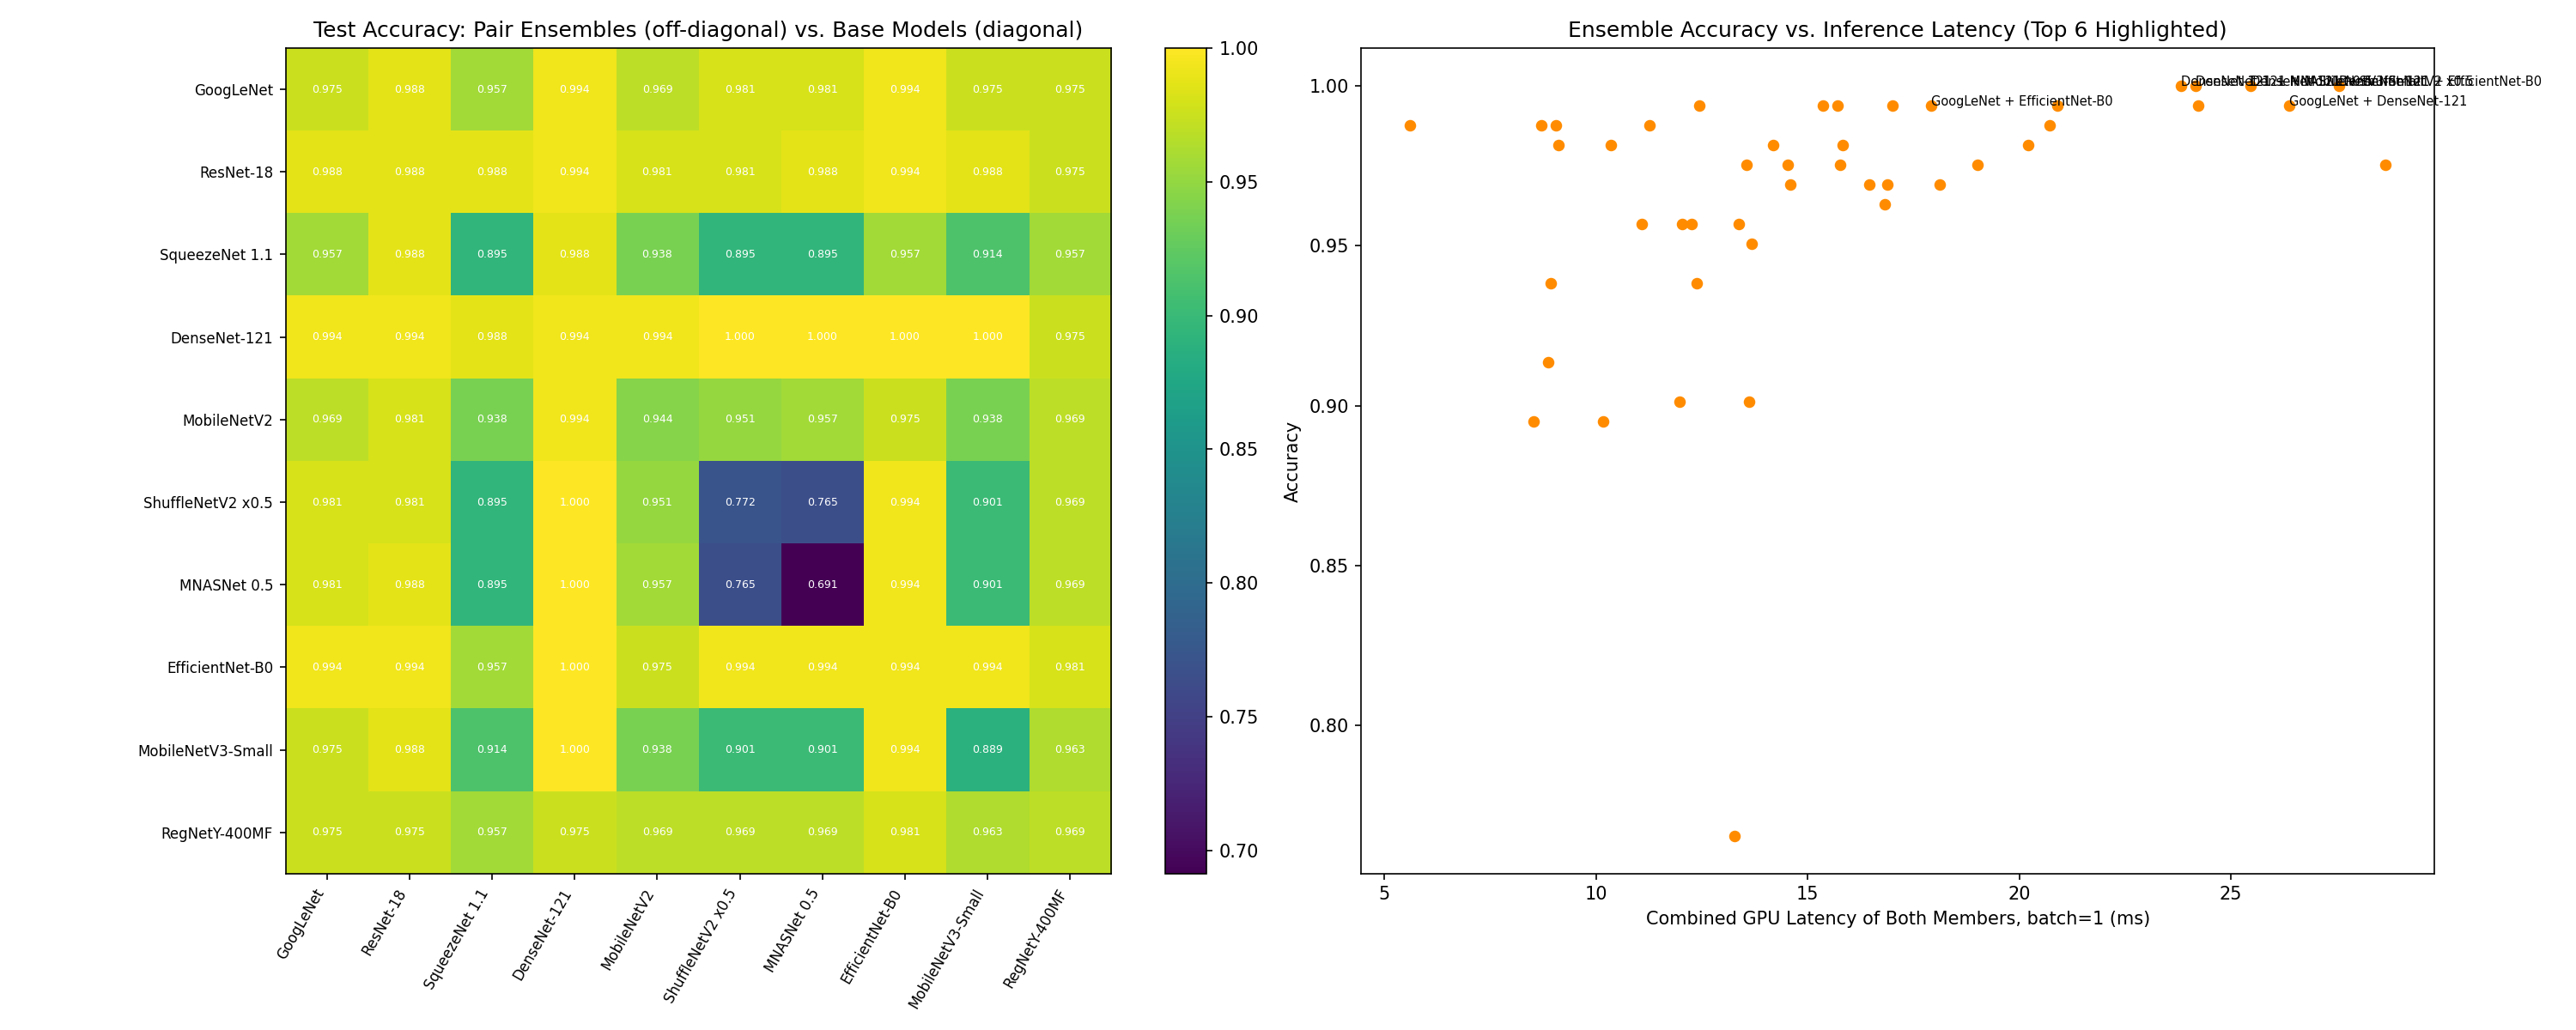 Test Accuracy: Pair Ensembles (off-diagonal) vs. Base Models (diagonal)
GoogLeNet 0.975 0.988 0.957 0.994 0.969 0.981 0.981 0.994 0.975 0.975
ResNet-18 0.988 0.988 0.988 0.994 0.981 0.981 0.988 0.994 0.988 0.975
SqueezeNet 1.1 0.957 0.988 0.895 0.988 0.938 0.895 0.895 0.957 0.914 0.957
DenseNet-121 0.994 0.994 0.988 0.994 0.994 1.000 1.000 1.000 1.000 0.975
MobileNetV2 0.969 0.981 0.938 0.994 0.944 0.951 0.957 0.975 0.938 0.969
ShuffleNetV2 x0.5 0.981 0.981 0.895 1.000 0.951 0.772 0.765 0.994 0.901 0.969
MNASNet 0.5 0.981 0.988 0.895 1.000 0.957 0.765 0.691 0.994 0.901 0.969
EfficientNet-B0 0.994 0.994 0.957 1.000 0.975 0.994 0.994 0.994 0.994 0.981
MobileNetV3-Small 0.975 0.988 0.914 1.000 0.938 0.901 0.901 0.994 0.889 0.963
RegNetY-400MF 0.975 0.975 0.957 0.975 0.969 0.969 0.969 0.981 0.963 0.969
GoogLeNet
ResNet-18
SqueezeNet 1.1
DenseNet-121
MobileNetV2
ShuffleNetV2 x0.5
MNASNet 0.5
EfficientNet-B0
MobileNetV3-Small
RegNetY-400MF
1.00
0.95
0.90
0.85
0.80
0.75
0.70
Ensemble Accuracy vs. Inference Latency (Top 6 Highlighted)
Accuracy
1.00
0.95
0.90
0.85
0.80
EfficientNet-B0
GoogLeNet + EfficientNet-B0
GoogLeNet + DenseNet-121
5 10 15 20 25
Combined GPU Latency of Both Members, batch=1 (ms)